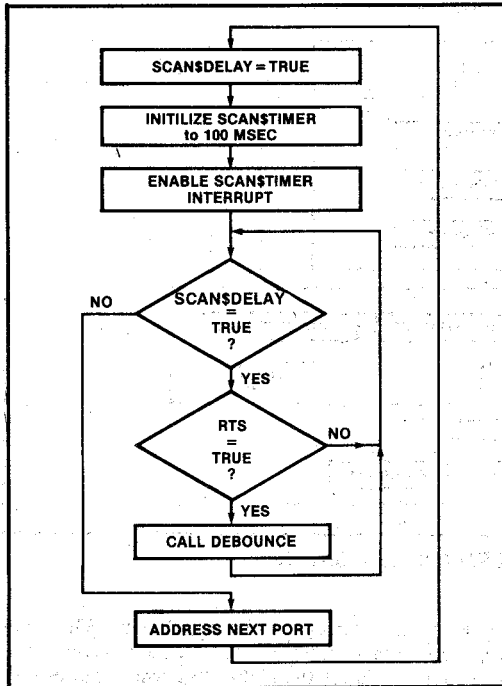 SCAN$DELAY = TRUE
INITILIZE SCAN$TIMER
to 100 MSEC
ENABLE SCAN$TIMER
INTERRUPT
NO
SCAN$DELAY
=
TRUE
?
YES
RTS
=
TRUE
?
NO
YES
CALL DEBOUNCE
ADDRESS NEXT PORT